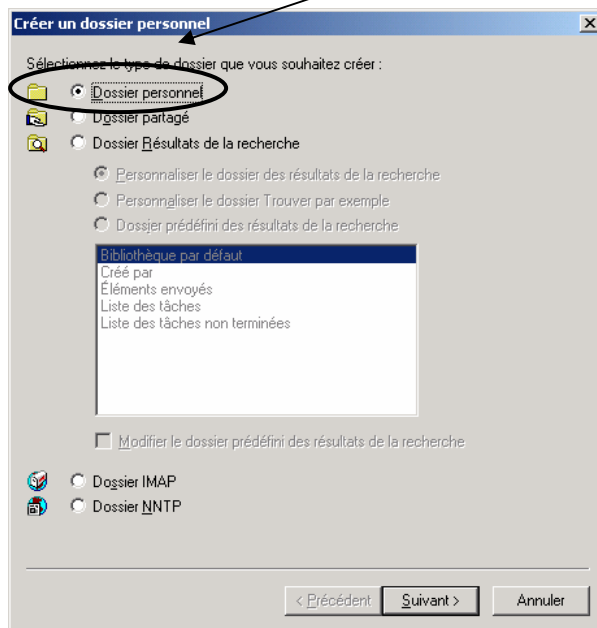 Créer un dossier personnel
Sélectionnez le type de dossier que vous souhaitez créer :
Dossier personnel
Dossier partagé
Dossier Résultats de la recherche
Personnaliser le dossier des résultats de la recherche
Personnaliser le dossier Trouver par exemple
Dossier prédéfini des résultats de la recherche
Bibliothèque par défaut
Créé par
Éléments envoyés
Liste des tâches
Liste des tâches non terminées
Modifier le dossier prédéfini des résultats de la recherche
Dossier IMAP
Dossier NNTP
< Précédent
Suivant >
Annuler